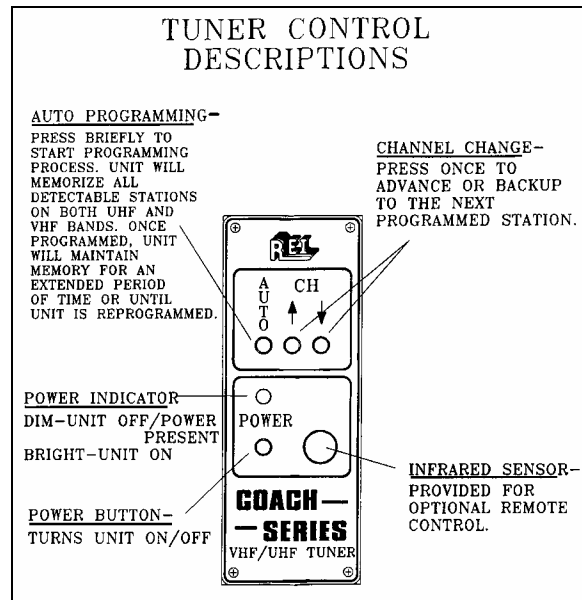 TUNER CONTROL
DESCRIPTIONS
AUTO PROGRAMMING-
PRESS BRIEFLY TO
START PROGRAMMING
PROCESS. UNIT WILL
MEMORIZE ALL
DETECTABLE STATIONS
ON BOTH UHF AND
VHF BANDS. ONCE
PROGRAMMED, UNIT
WILL MAINTAIN
MEMORY FOR AN
EXTENDED PERIOD
OF TIME OR UNTIL
UNIT IS REPROGRAMMED.
CHANNEL CHANGE-
PRESS ONCE TO
ADVANCE OR BACKUP
TO THE NEXT
PROGRAMMED STATION.
REI
AUTO
CH
POWER INDICATOR
DIM-UNIT OFF/POWER
PRESENT
BRIGHT-UNIT ON
POWER
POWER BUTTON-
TURNS UNIT ON/OFF
INFRARED SENSOR-
PROVIDED FOR
OPTIONAL REMOTE
CONTROL.
COACH-
-SERIES
VHF/UHF TUNER